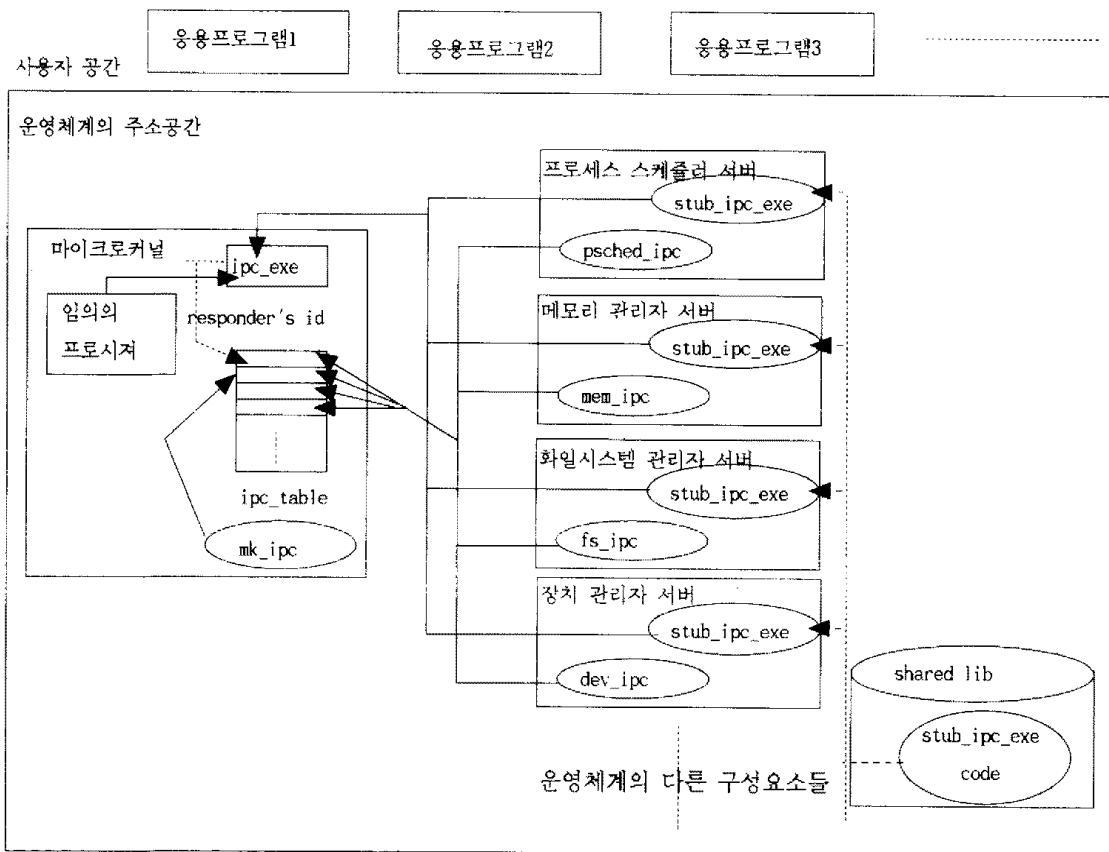 응용프로그램1
응용프로그램2
응용프로그램3
사용자 공간
운영체계의 주소공간
마이크로커널
ipc_exe
임의의
프로시져
responder's id
ipc_table
mk_ipc
프로세스 스케쥴러 서버
stub_ipc_exe
psched_ipc
메모리 관리자 서버
stub_ipc_exe
mem_ipc
화일시스템 관리자 서버
stub_ipc_exe
fs_ipc
장치 관리자 서버
stub_ipc_exe
dev_ipc
shared lib
stub_ipc_exe
code
운영체계의 다른 구성요소들